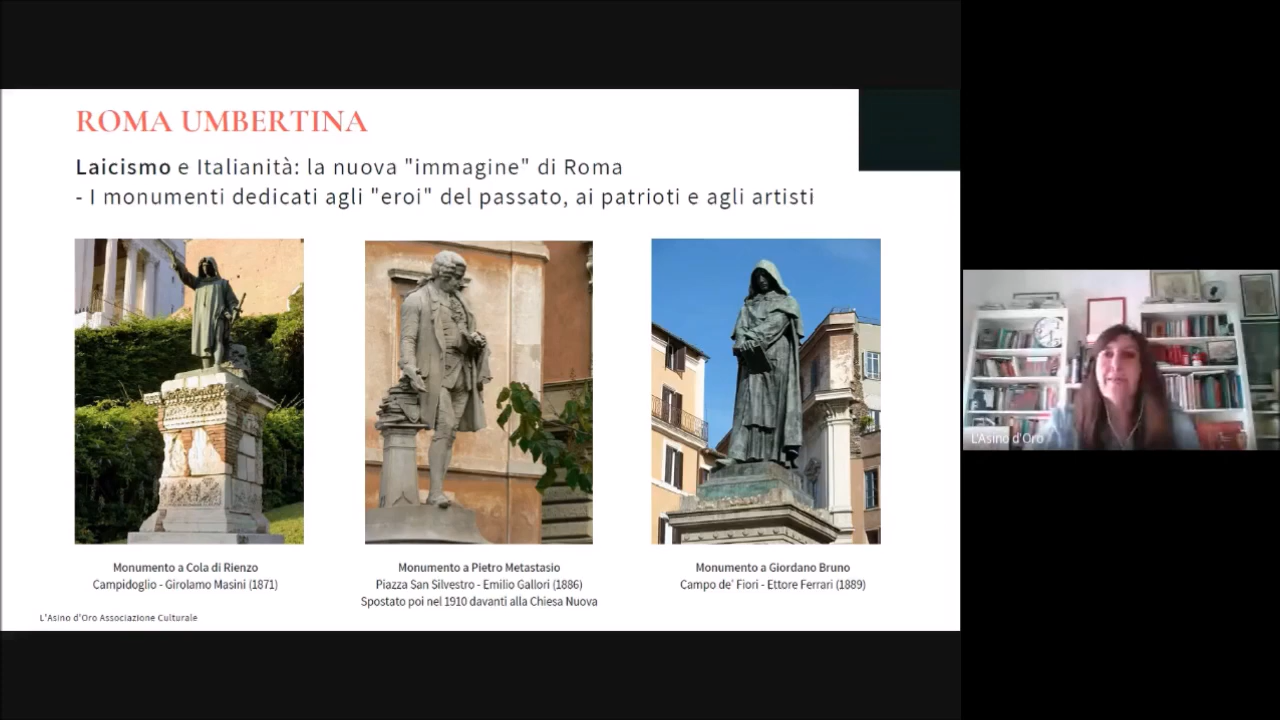 ROMA UMBERTINA
Laicismo e Italianità: la nuova "immagine" di Roma
- I monumenti dedicati agli "eroi" del passato, ai patrioti e agli artisti
Monumento a Cola di Rienzo
Campidoglio - Girolamo Masini (1871)
Monumento a Pietro Metastasio
Piazza San Silvestro - Emilio Gallori (1886)
Spostato poi nel 1910 davanti alla Chiesa Nuova
Monumento a Giordano Bruno
Campo de' Fiori - Ettore Ferrari (1889)
L'Asino d'Oro Associazione Culturale
L'Asino d'Oro